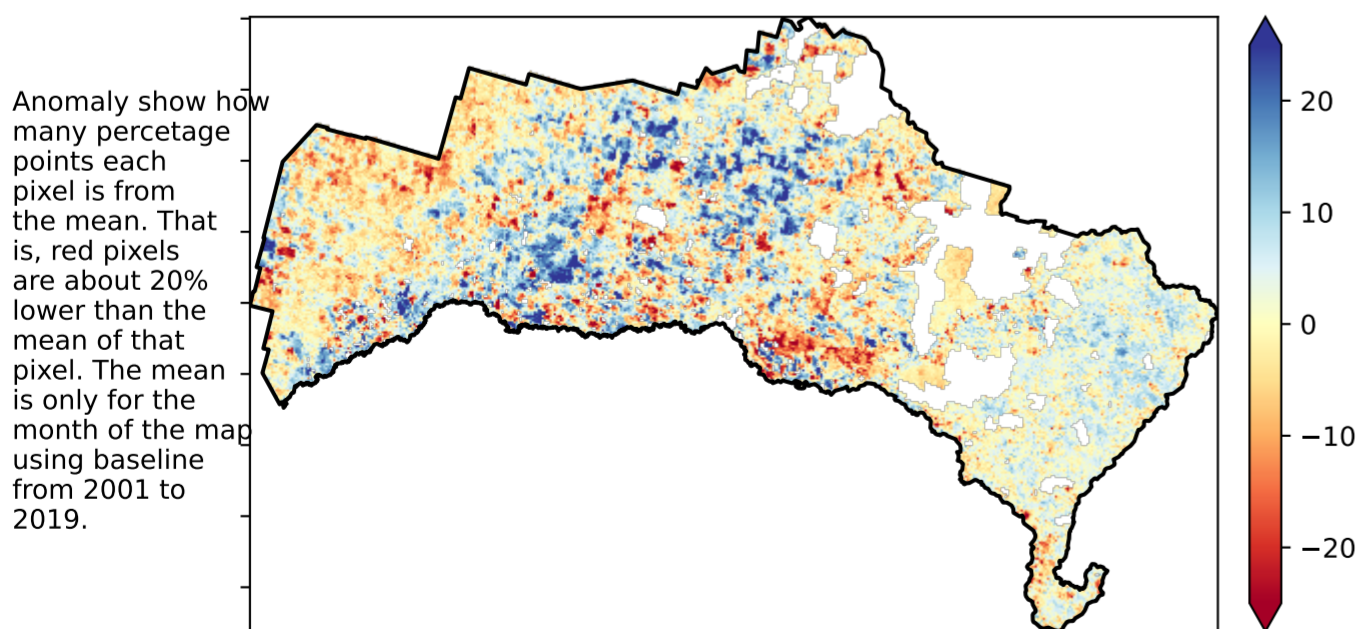 Anomaly show how
many percetage
points each
pixel is from
the mean. That
is, red pixels
are about 20%
lower than the
mean of that
pixel. The mean
is only for the
month of the map
using baseline
from 2001 to
2019.
20
10
0
−10
−20